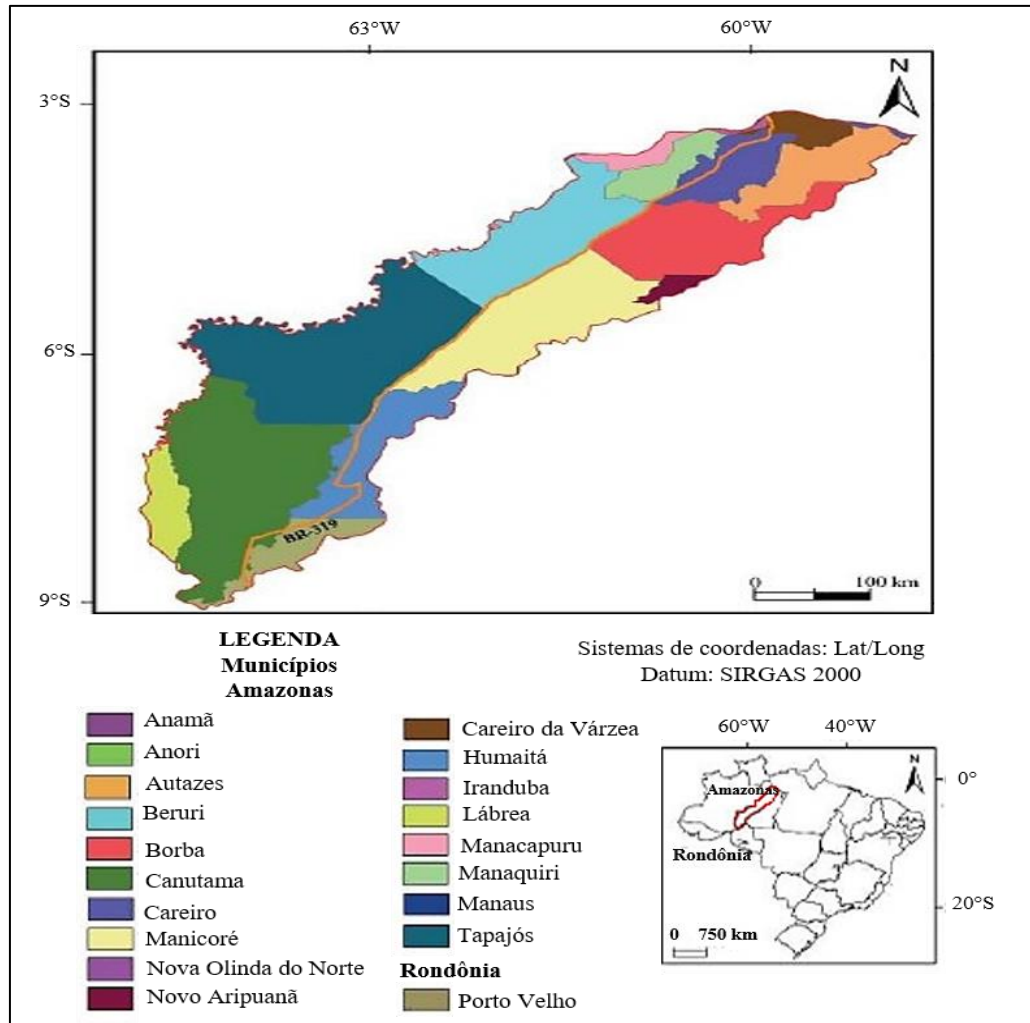 63°W
60°W
3°S
6°S
9°S
N
BR-319
0
100 km
LEGENDA
Municípios
Amazonas
Anamã
Anori
Autazes
Beruri
Borba
Canutama
Careiro
Manicoré
Nova Olinda do Norte
Novo Aripuanã
Careiro da Várzea
Humaitá
Iranduba
Lábrea
Manacapuru
Manaquiri
Manaus
Tapajós
Rondônia
Porto Velho
Sistemas de coordenadas: Lat/Long
Datum: SIRGAS 2000
60°W
40°W
N
0°
Amazonas
Rondônia
20°S
0 750 km